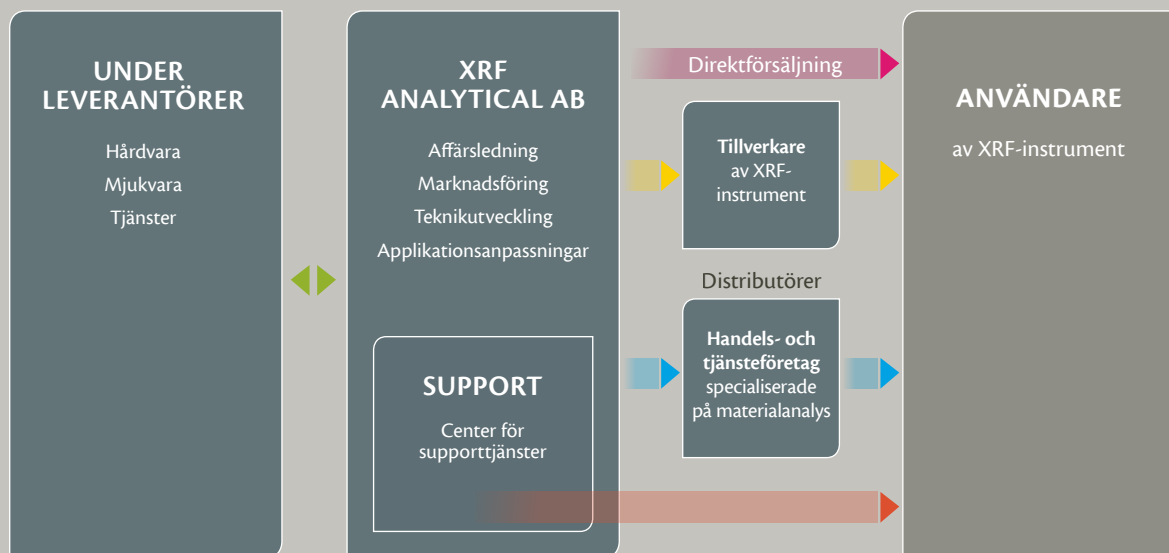 UNDER
LEVERANTÖRER
Hårdvara
Mjukvara
Tjänster
XRF
ANALYTICAL AB
Affärsledning
Marknadsföring
Teknikutveckling
Applikationsanpassningar
SUPPORT
Center för
supporttjänster
Direktförsäljning
Tillverkare
av XRF-
instrument
Distributörer
Handels- och
tjänsteföretag
specialiserade
på materialanalys
ANVÄNDARE
av XRF-instrument